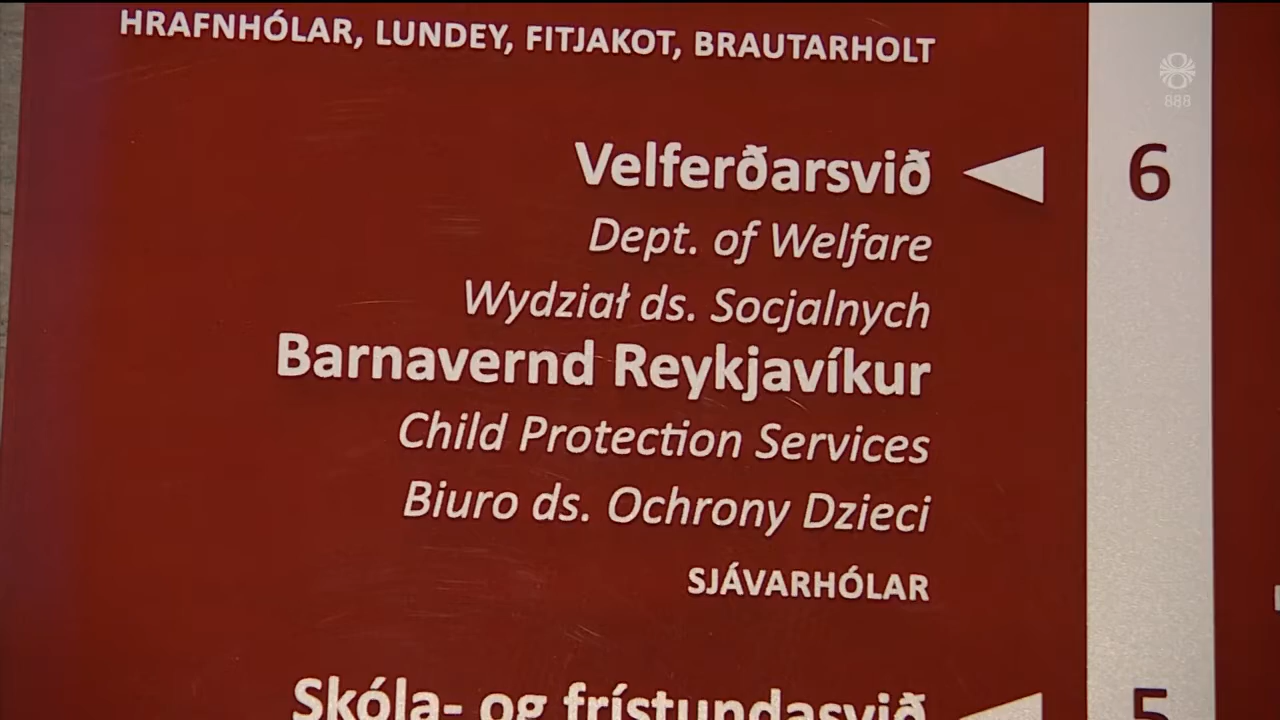 HRAFNHÓLAR, LUNDEY, FITJAKOT, BRAUTARHOLT
888
Velferðarsvið 6
Dept. of Welfare
Wydział ds. Socjalnych
Barnavernd Reykjavíkur
Child Protection Services
Biuro ds. Ochrony Dzieci
SJÁVARHÓLAR
Skóla- og frístundasvið 5